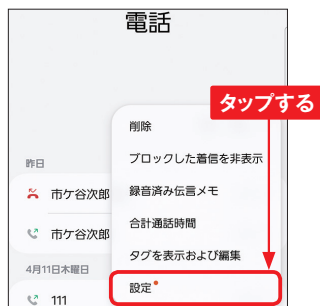 電話
タップする
削除
ブロックした着信を非表示
昨日
録音済み伝言メモ
市ケ谷次郎
合計通話時間
市ケ谷次郎
タグを表示および編集
4月11日木曜日
設定
111